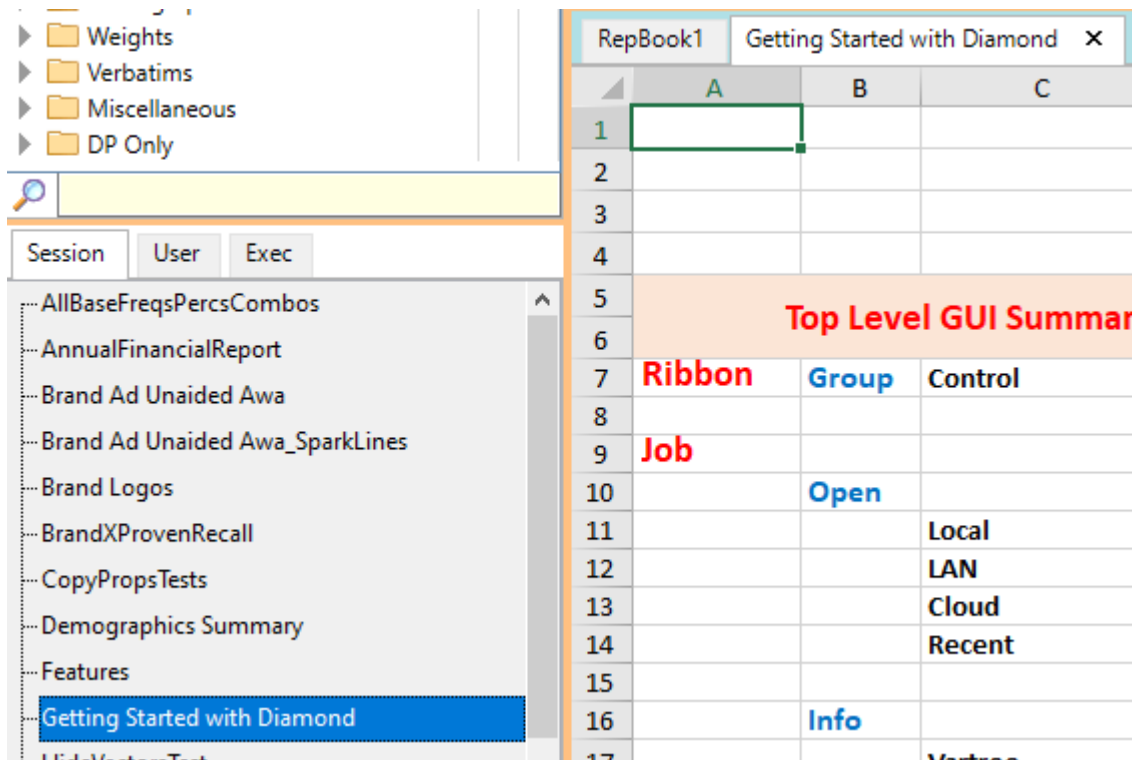 Weights
Verbatims
Miscellaneous
DP Only
Session User Exec
AllBaseFreqsPercsCombos
AnnualFinancialReport
Brand Ad Unaided Awa
Brand Ad Unaided Awa_SparkLines
Brand Logos
BrandXProvenRecall
CopyPropsTests
Demographics Summary
Features
Getting Started with Diamond
RepBook1 Getting Started with Diamond ×
A B C
1
2
3
4
5
Top Level GUI Summar
6
7 Ribbon Group Control
8
9 Job
10 Open
11 Local
12 LAN
13 Cloud
14 Recent
15
16 Info
17